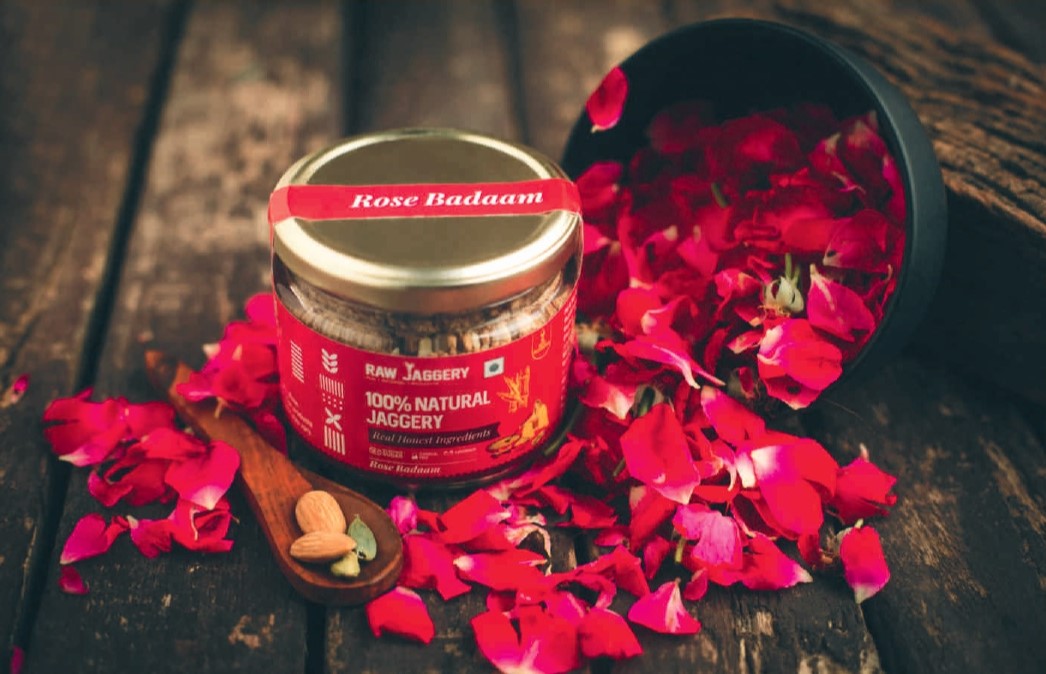 Rose Badaam
RAW JAGGERY
100% NATURAL
JAGGERY
Real Honest Ingredients
Rose Badaam